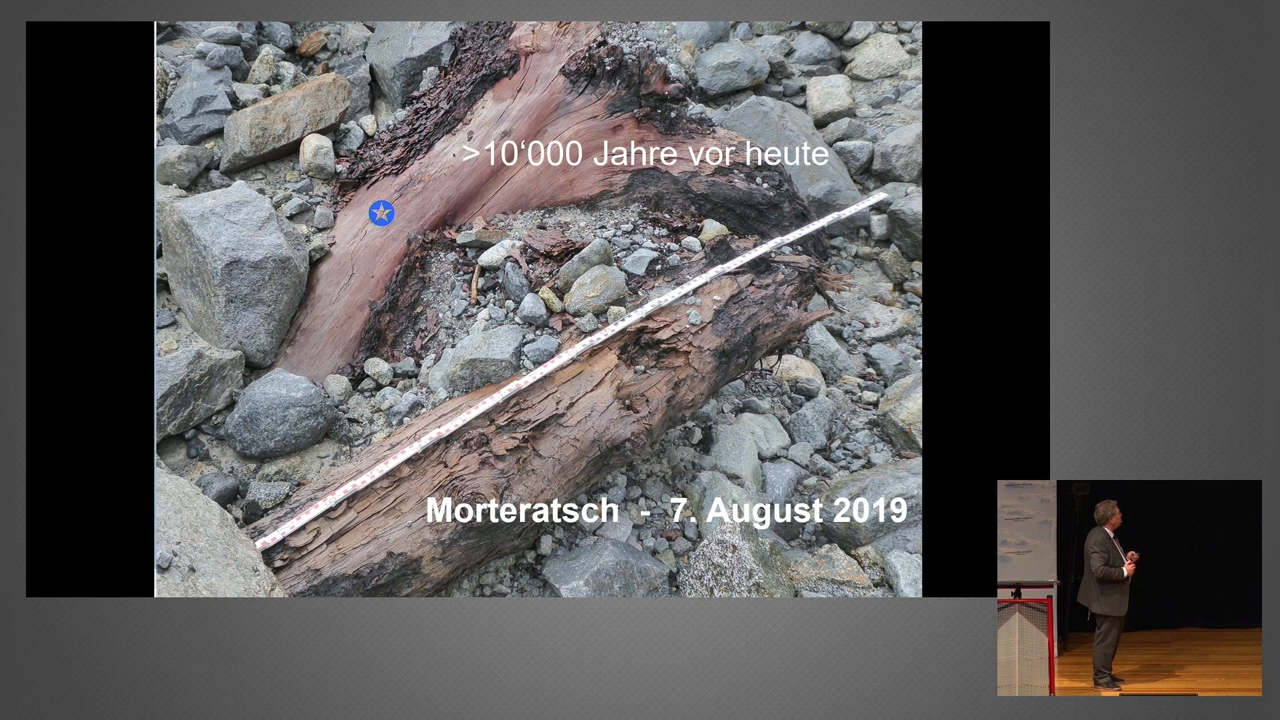 >10‘000 Jahre vor heute
Morteratsch - 7. August 2019